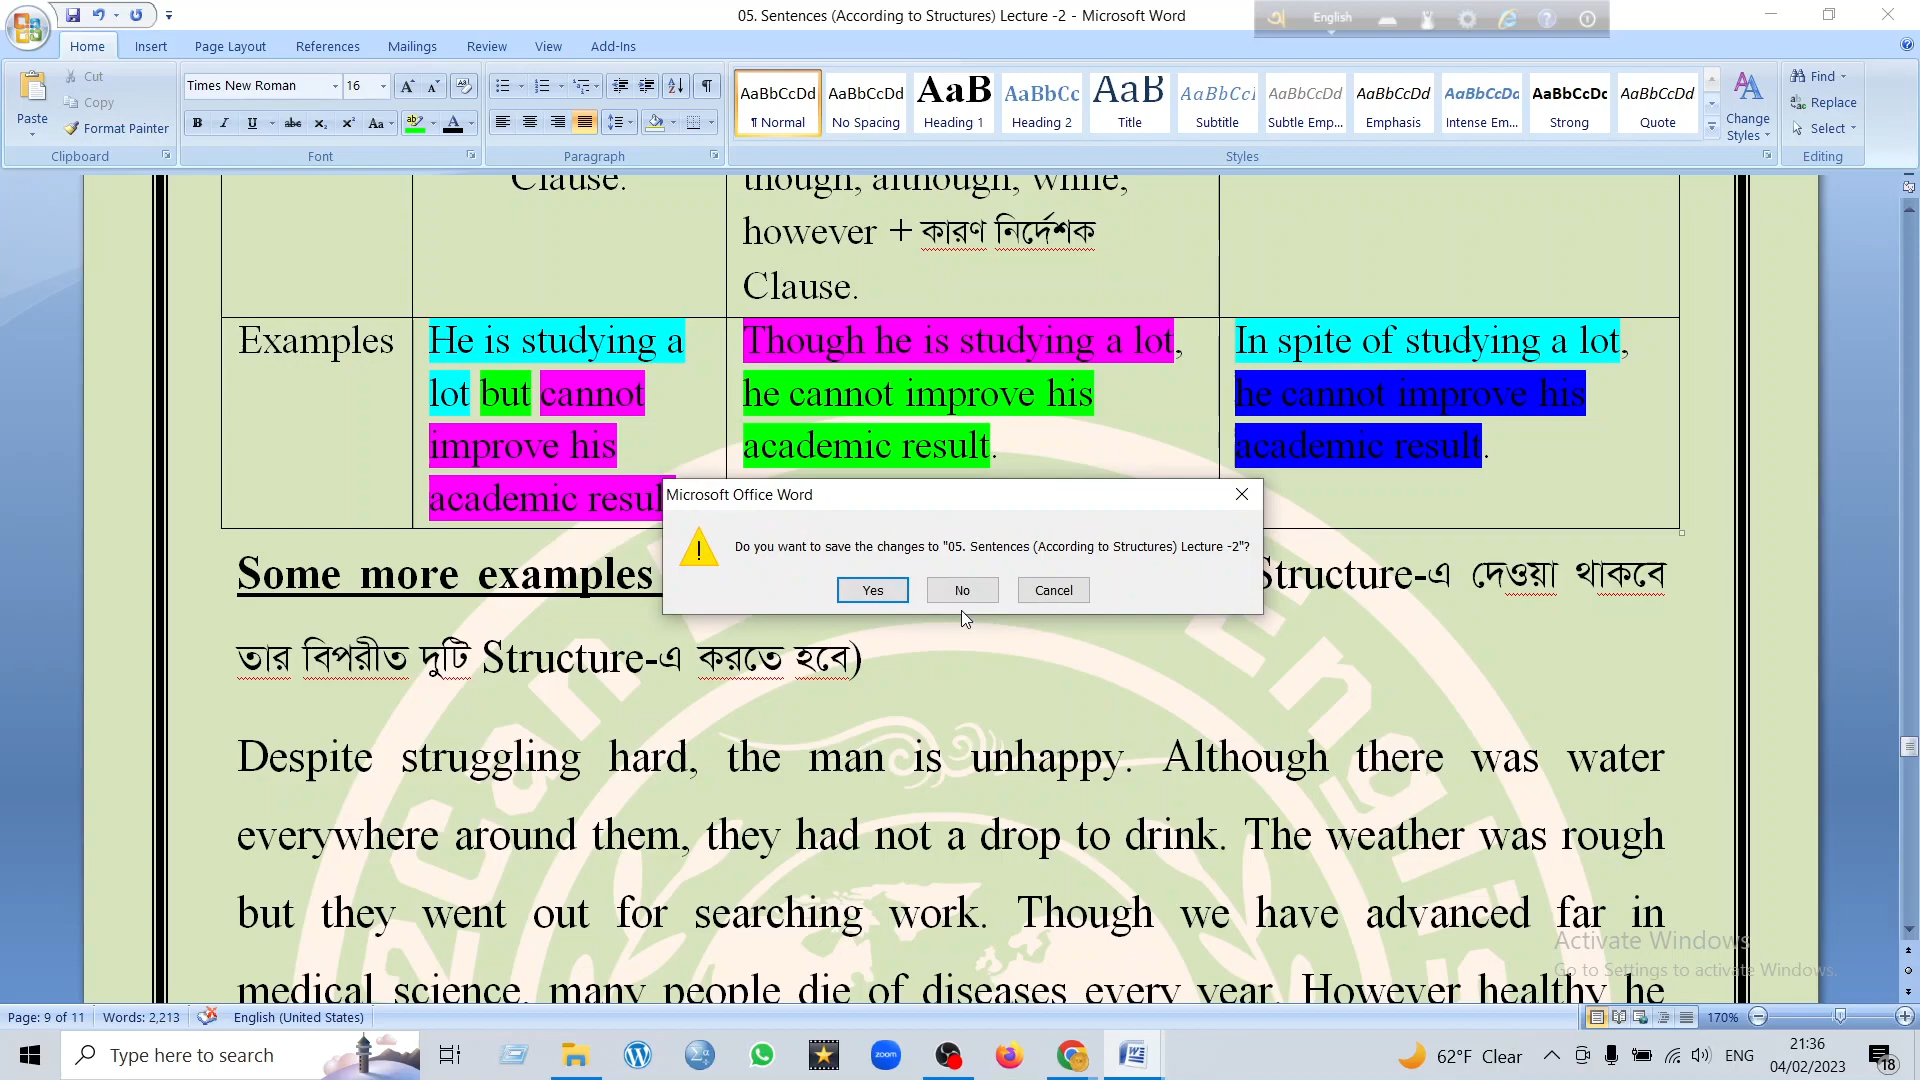 05. Sentences (According to Structures) Lecture -2 - Microsoft Word
English
Home Insert Page Layout References Mailings Review View Add-Ins
Paste
Cut
Copy
Format Painter
Clipboard
Times New Roman 16
Font
Paragraph
AaBbCcDd AaBbCcDd AaB AaBbCc AaB AaBbCcI AaBbCcDd AaBbCcDd AaBbCcDd AaBbCcDc AaBbCcDd
¶ Normal No Spacing Heading 1 Heading 2 Title Subtitle Subtle Emp... Emphasis Intense Em... Strong Quote
Change Styles
Styles
Find
Replace
Select
Editing
Clause.
though, although, while,
however + কারণ নির্দেশক
Clause.
Examples
He is studying a
lot but cannot
improve his
academic resul
Though he is studying a lot,
he cannot improve his
academic result.
In spite of studying a lot,
he cannot improve his
academic result.
Microsoft Office Word
Do you want to save the changes to "05. Sentences (According to Structures) Lecture -2"?
Yes No Cancel
Some more examples Structure-এ দেওয়া থাকবে
তার বিপরীত দুটি Structure-এ করতে হবে)
Despite struggling hard, the man is unhappy. Although there was water
everywhere around them, they had not a drop to drink. The weather was rough
but they went out for searching work. Though we have advanced far in
medical science, many people die of diseases every year. However healthy he
Activate Windows
Go to Settings to activate Windows.
Page: 9 of 11 Words: 2,213 English (United States) 170%
Type here to search
zoom
62°F Clear
ENG
21:36
04/02/2023
18